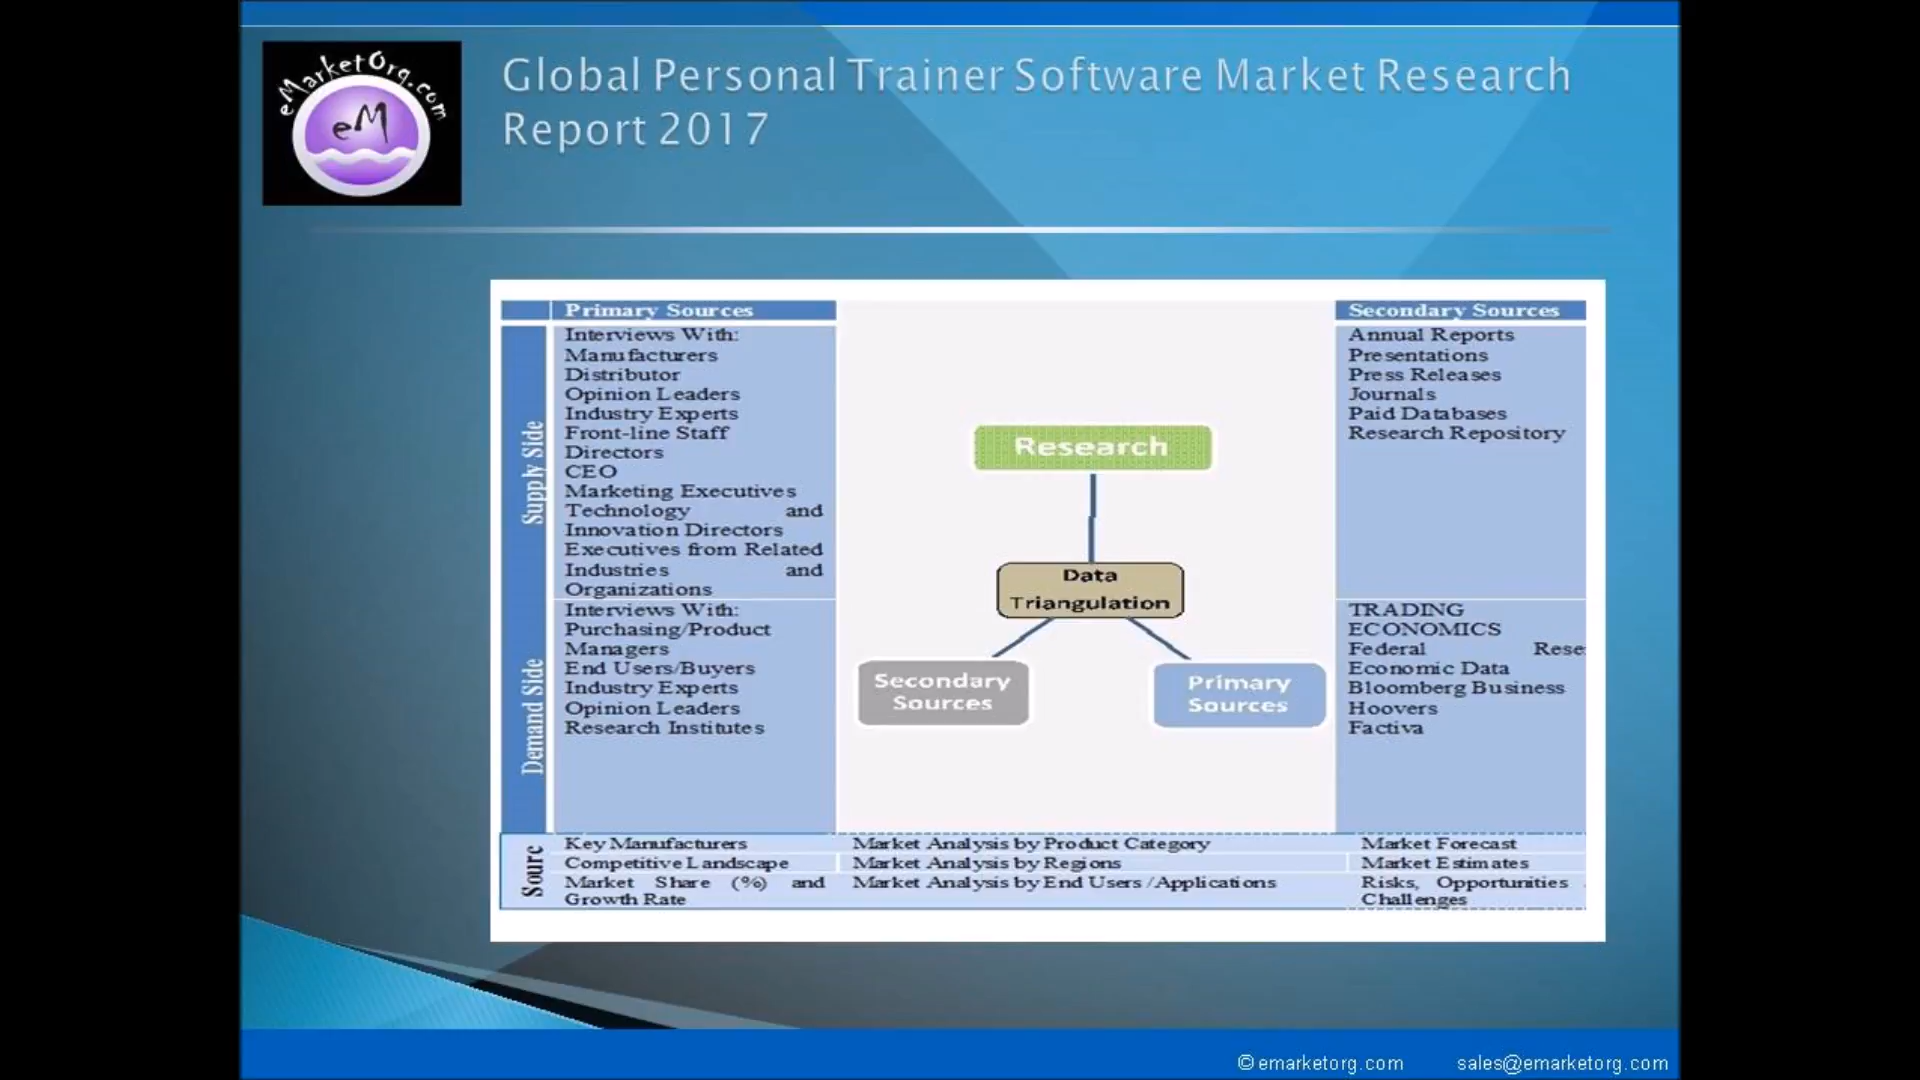 eMarketOrg.com
eM
Global Personal Trainer Software Market Research
Report 2017
Primary Sources
Supply Side
Interviews With:
Manufacturers
Distributor
Opinion Leaders
Industry Experts
Front-line Staff
Directors
CEO
Marketing Executives
Technology and
Innovation Directors
Executives from Related
Industries and
Organizations
Demand Side
Interviews With:
Purchasing/Product
Managers
End Users/Buyers
Industry Experts
Opinion Leaders
Research Institutes
Research
Data
Triangulation
Secondary
Sources
Primary
Sources
Secondary Sources
Annual Reports
Presentations
Press Releases
Journals
Paid Databases
Research Repository
TRADING
ECONOMICS
Federal Rese
Economic Data
Bloomberg Business
Hoovers
Factiva
Sourc
Key Manufacturers
Competitive Landscape
Market Share (%) and
Growth Rate
Market Analysis by Product Category
Market Analysis by Regions
Market Analysis by End Users /Applications
Market Forecast
Market Estimates
Risks, Opportunities
Challenges
© emarketorg.com sales@emarketorg.com